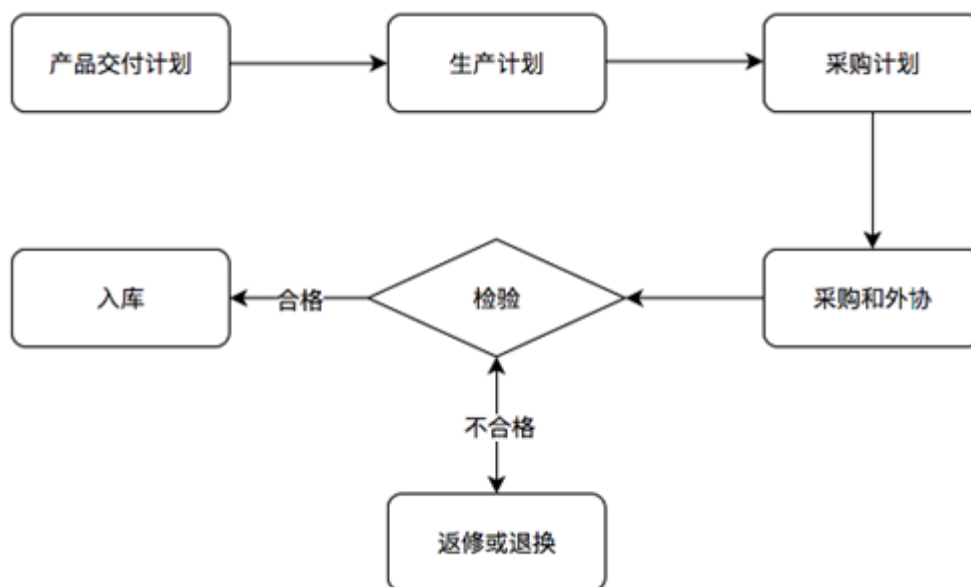 产品交付计划
生产计划
采购计划
采购和外协
检验
合格
入库
不合格
返修或退换